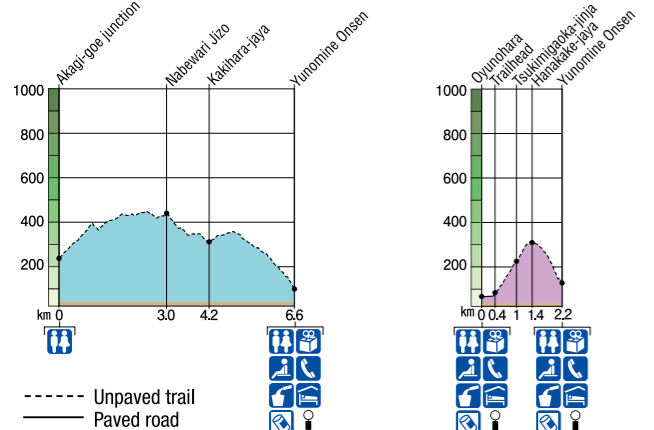 Akagi-goe junction
Nabewari Jizo
Kakihara-jaya
Yunomine Onsen
1000
800
600
400
200
km 0 3.0 4.2 6.6
Oyunohara
Trailhead
Tsukimigaoka-jinja
Hanakake-jaya
Yunomine Onsen
1000
800
600
400
200
km 0 0.4 1 1.4 2.2
Unpaved trail
Paved road